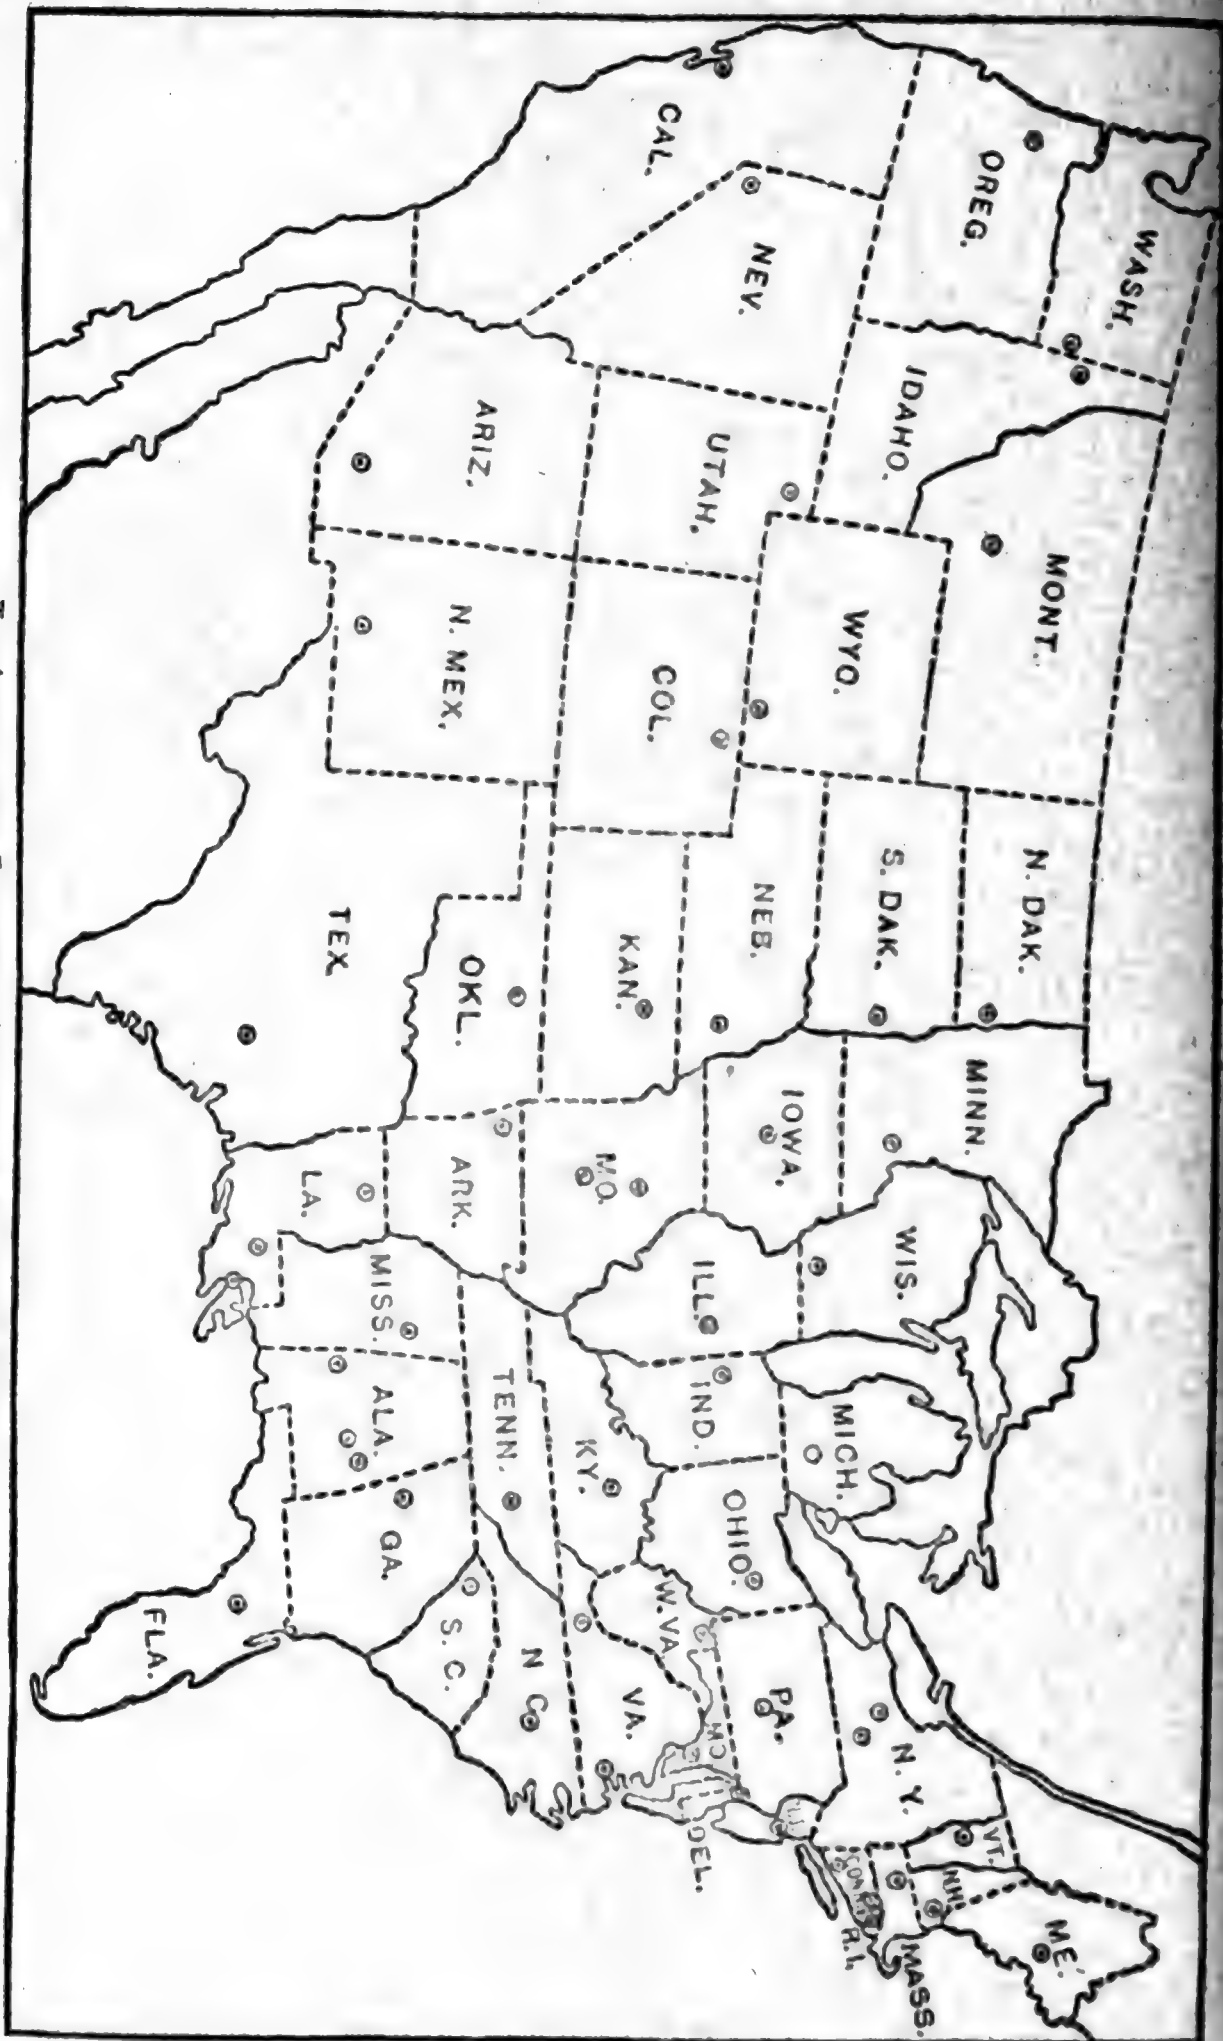 WASH.
OREG.
CAL.
NEV.
IDAHO.
MONT.
WYO.
UTAH.
ARIZ.
N. MEX.
COL.
N. DAK.
S. DAK.
NEB.
KAN.
OKL.
TEX
MINN.
IOWA.
MO.
ARK.
LA.
WIS.
ILL.
MISS.
MICH.
IND.
OHIO.
KY.
TENN.
ALA.
GA.
FLA.
S. C.
N C.
VA.
W. VA.
PA.
MD
DEL.
N. Y.
VT.
N.H.
ME.
MASS.
R.I.